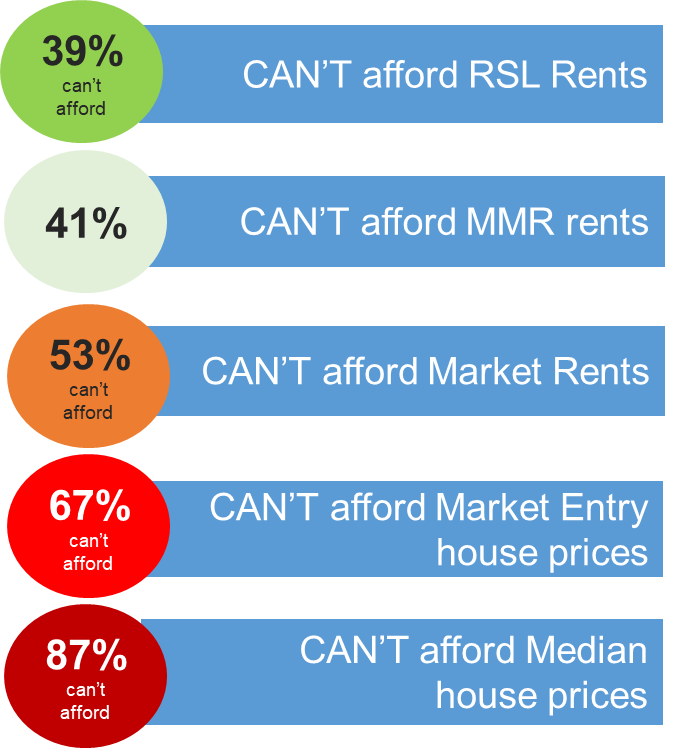 39%
can't
afford
CAN'T afford RSL Rents
41%
CAN'T afford MMR rents
53%
can't
afford
CAN'T afford Market Rents
67%
can't
afford
CAN'T afford Market Entry
house prices
87%
can't
afford
CAN'T afford Median
house prices